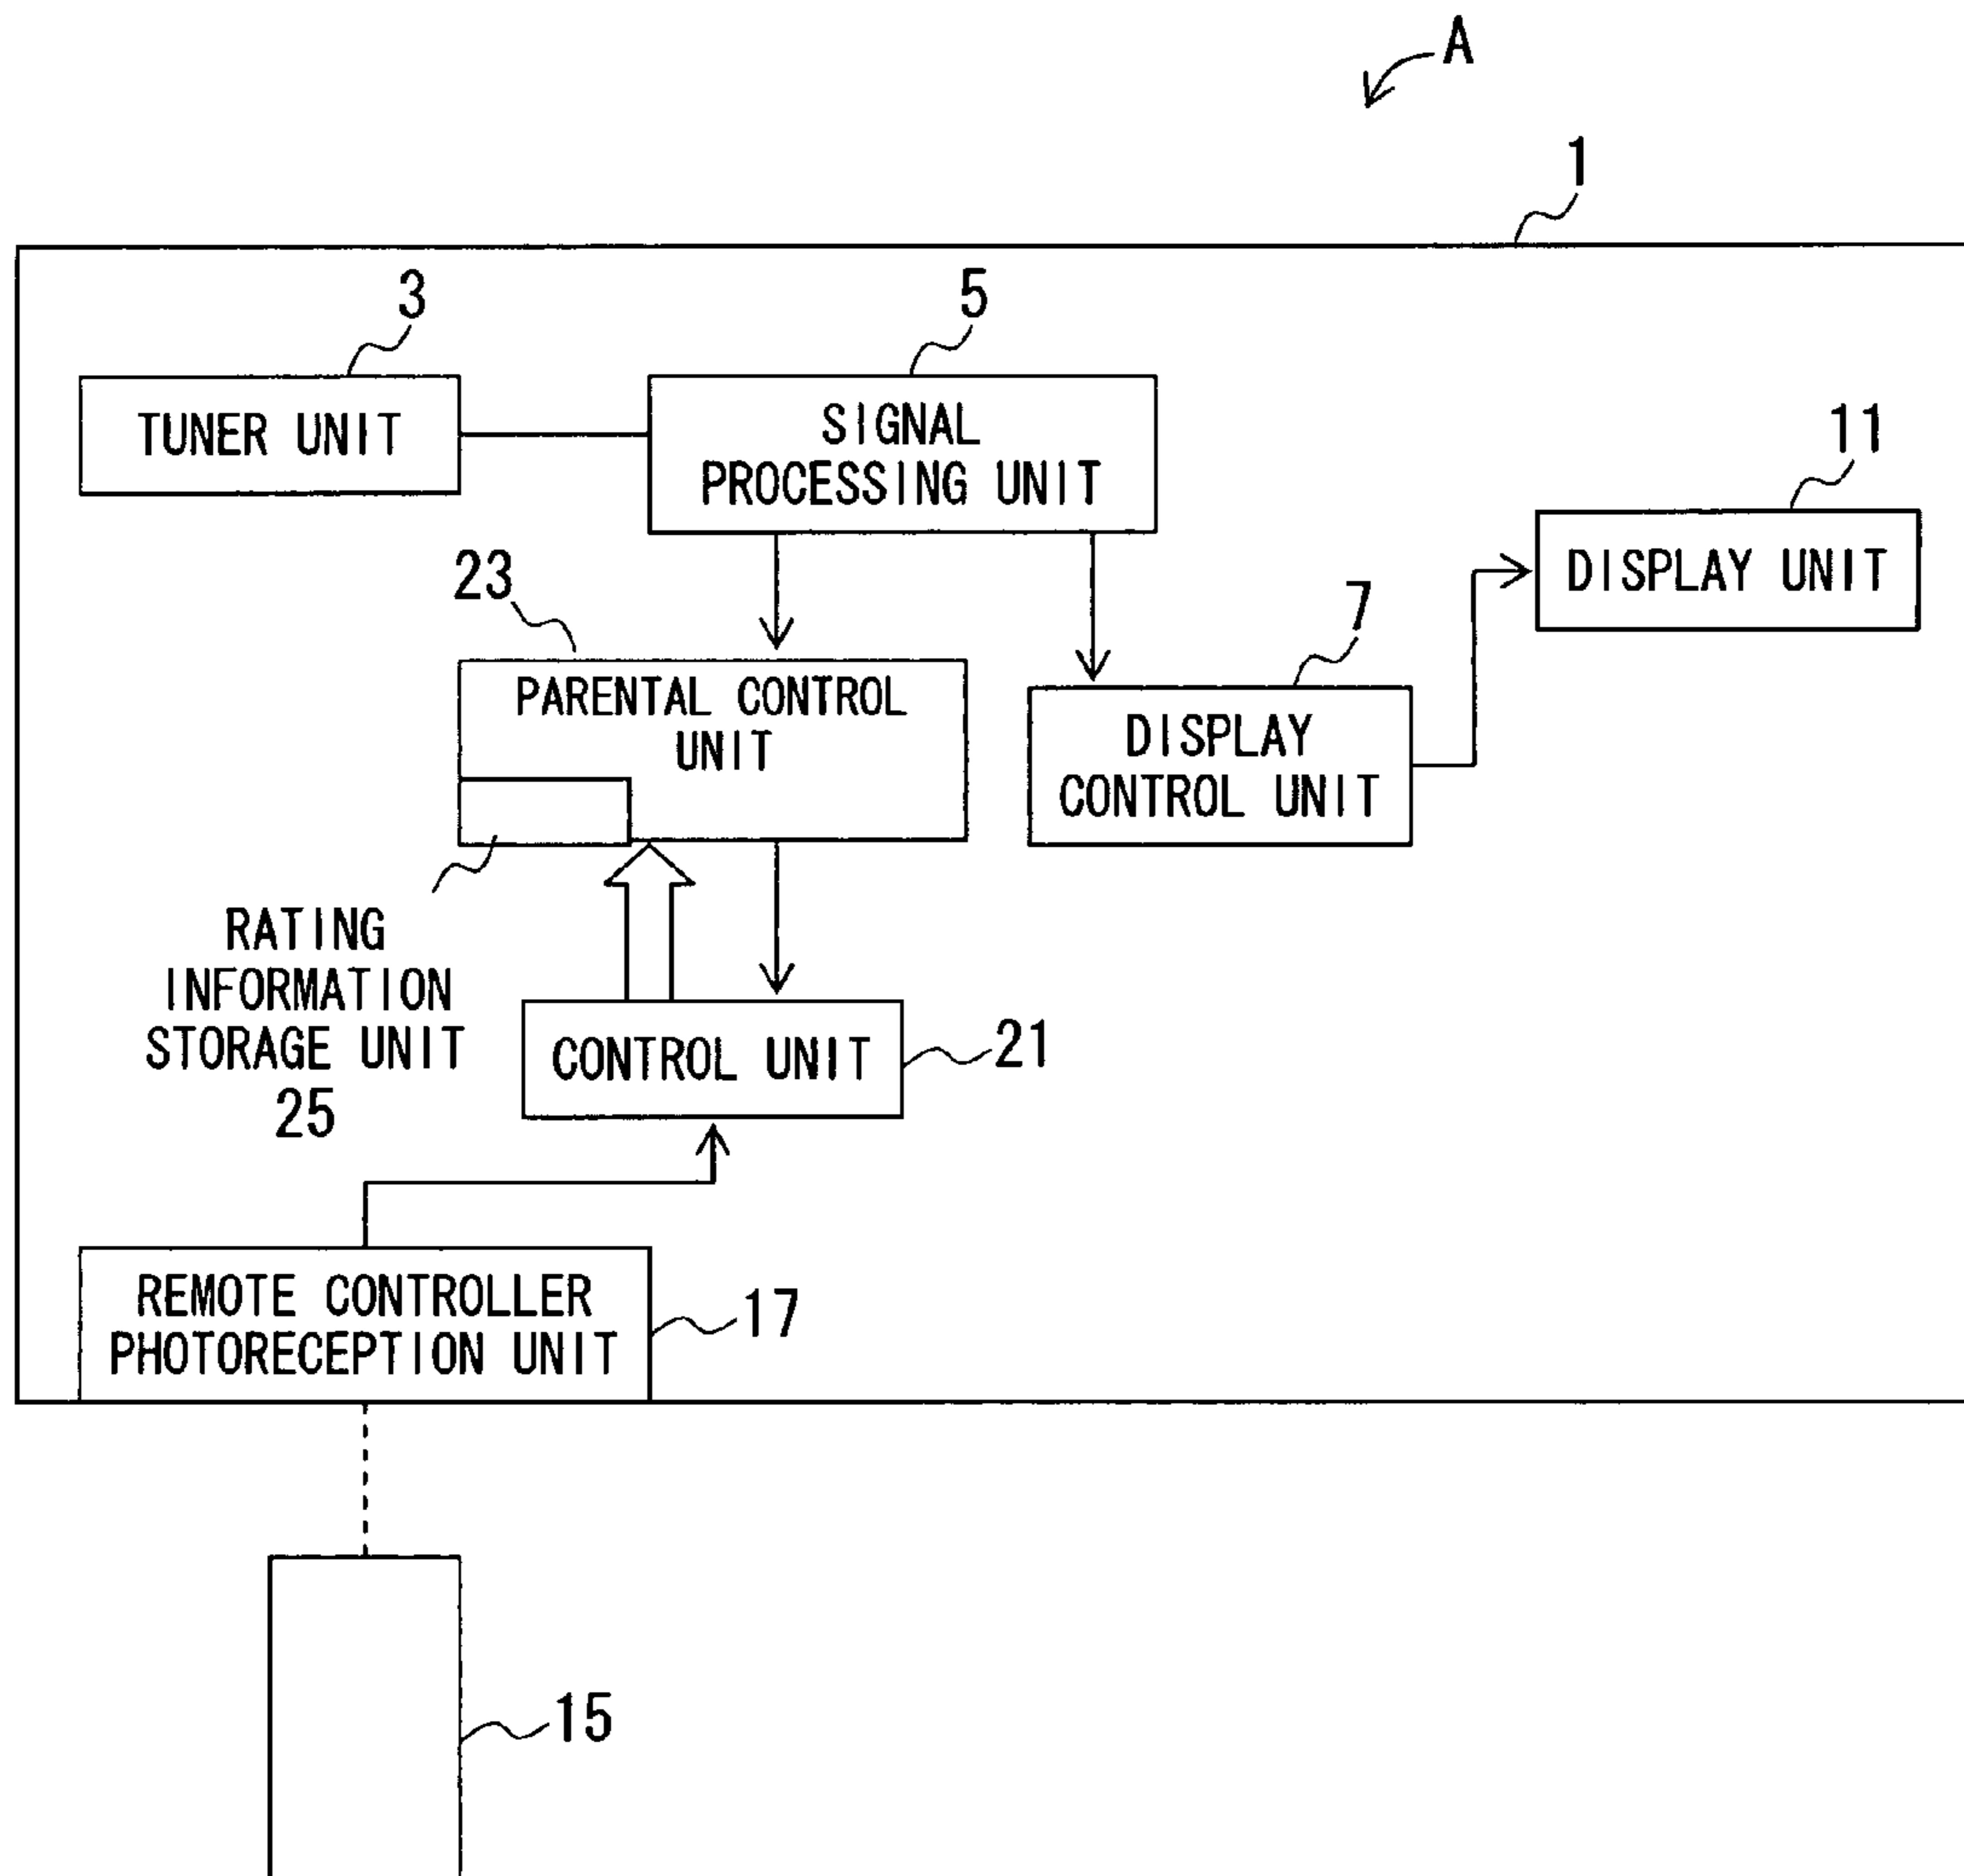 A
1
3
5
TUNER UNIT
SIGNAL
PROCESSING UNIT
11
DISPLAY UNIT
23
7
PARENTAL CONTROL
UNIT
DISPLAY
CONTROL UNIT
RATING
INFORMATION
STORAGE UNIT
25
CONTROL UNIT
21
REMOTE CONTROLLER
PHOTORECEPTION UNIT
17
15